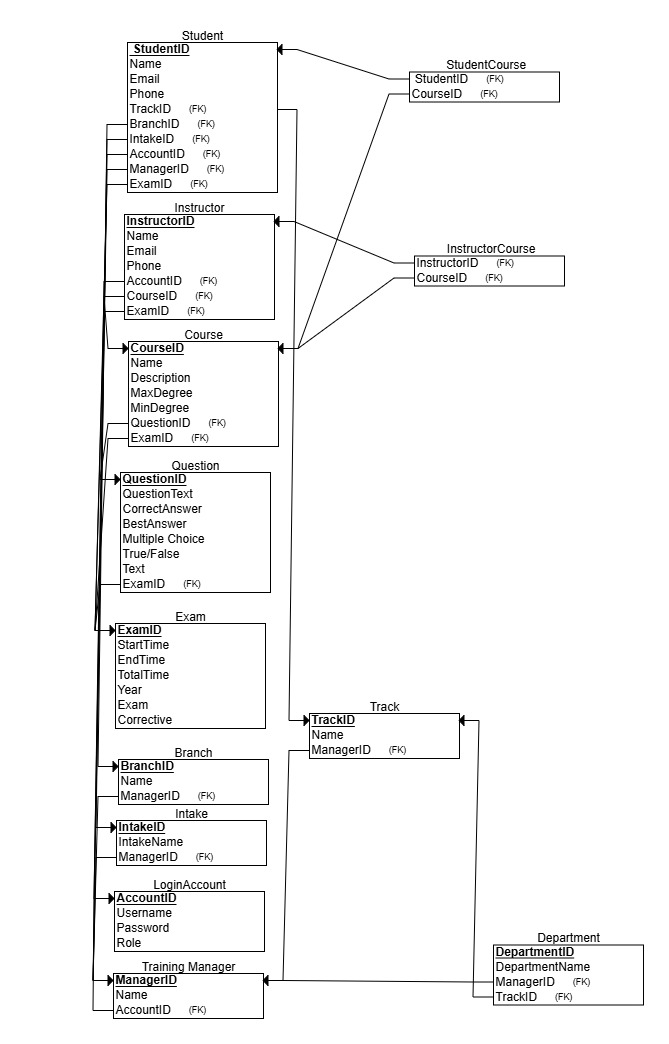 Student
StudentID
Name
Email
Phone
TrackID (FK)
BranchID (FK)
IntakeID (FK)
AccountID (FK)
ManagerID (FK)
ExamID (FK)
StudentCourse
StudentID (FK)
CourseID (FK)
Instructor
InstructorID
Name
Email
Phone
AccountID (FK)
CourseID (FK)
ExamID (FK)
InstructorCourse
InstructorID (FK)
CourseID (FK)
Course
CourseID
Name
Description
MaxDegree
MinDegree
QuestionID (FK)
ExamID (FK)
Question
QuestionID
QuestionText
CorrectAnswer
BestAnswer
Multiple Choice
True/False
Text
ExamID (FK)
Exam
ExamID
StartTime
EndTime
TotalTime
Year
Exam
Corrective
Track
TrackID
Name
ManagerID (FK)
Branch
BranchID
Name
ManagerID (FK)
Intake
IntakeID
IntakeName
ManagerID (FK)
LoginAccount
AccountID
Username
Password
Role
Department
DepartmentID
DepartmentName
ManagerID (FK)
TrackID (FK)
Training Manager
ManagerID
Name
AccountID (FK)